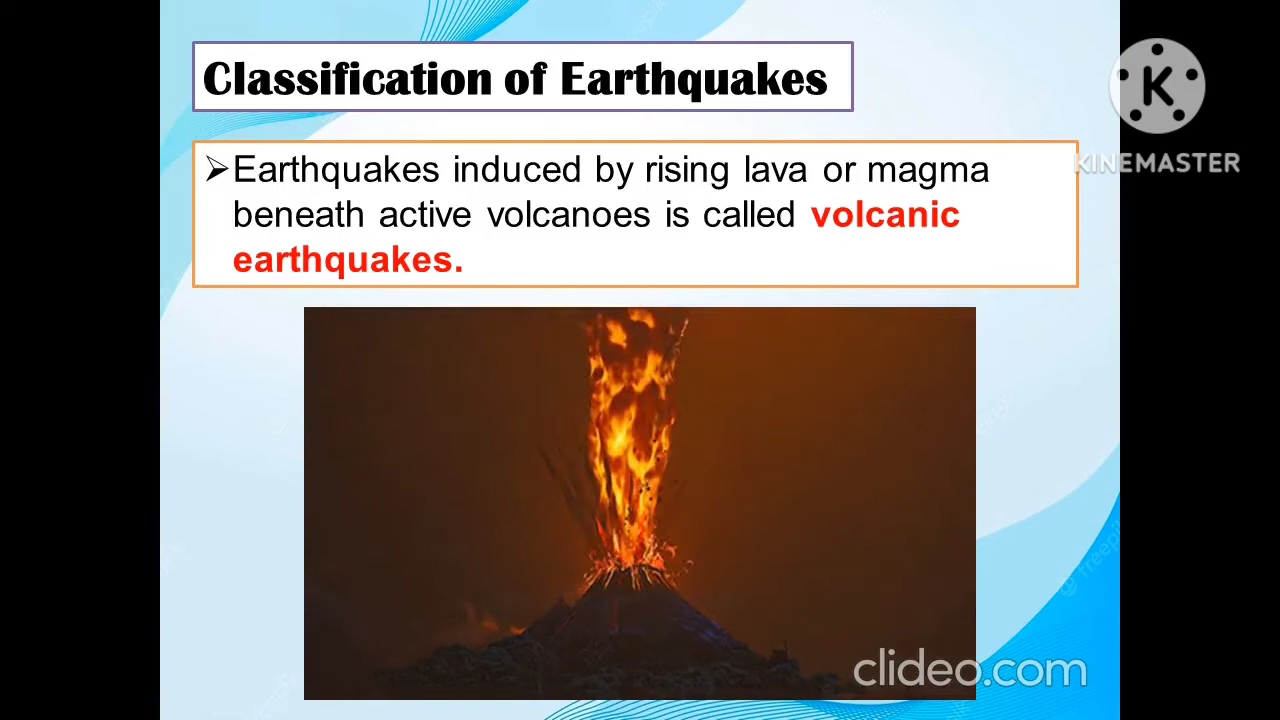 Classification of Earthquakes
K
KINEMASTER
➢Earthquakes induced by rising lava or magma
beneath active volcanoes is called volcanic
earthquakes.
clideo.com
freepik